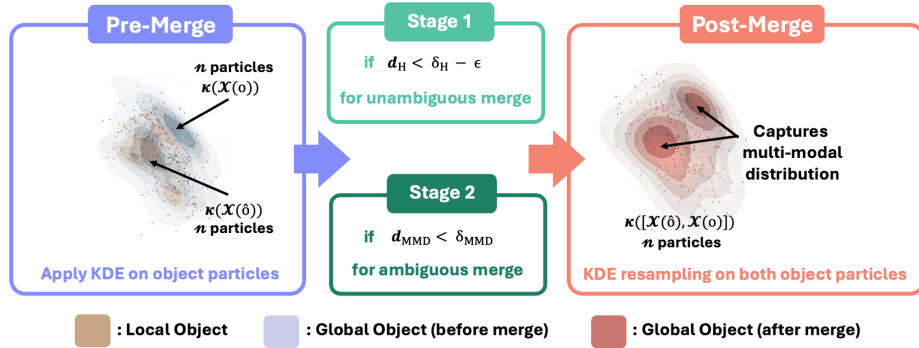 Pre-Merge
𝓃 particles
κ(𝒳(o))
κ(𝒳(ô))
𝓃 particles
Apply KDE on object particles
Stage 1
if d_H < δ_H − ϵ
for unambiguous merge
Stage 2
if d_MMD < δ_MMD
for ambiguous merge
Post-Merge
Captures
multi-modal
distribution
κ([𝒳(ô), 𝒳(o)])
𝓃 particles
KDE resampling on both object particles
: Local Object
: Global Object (before merge)
: Global Object (after merge)